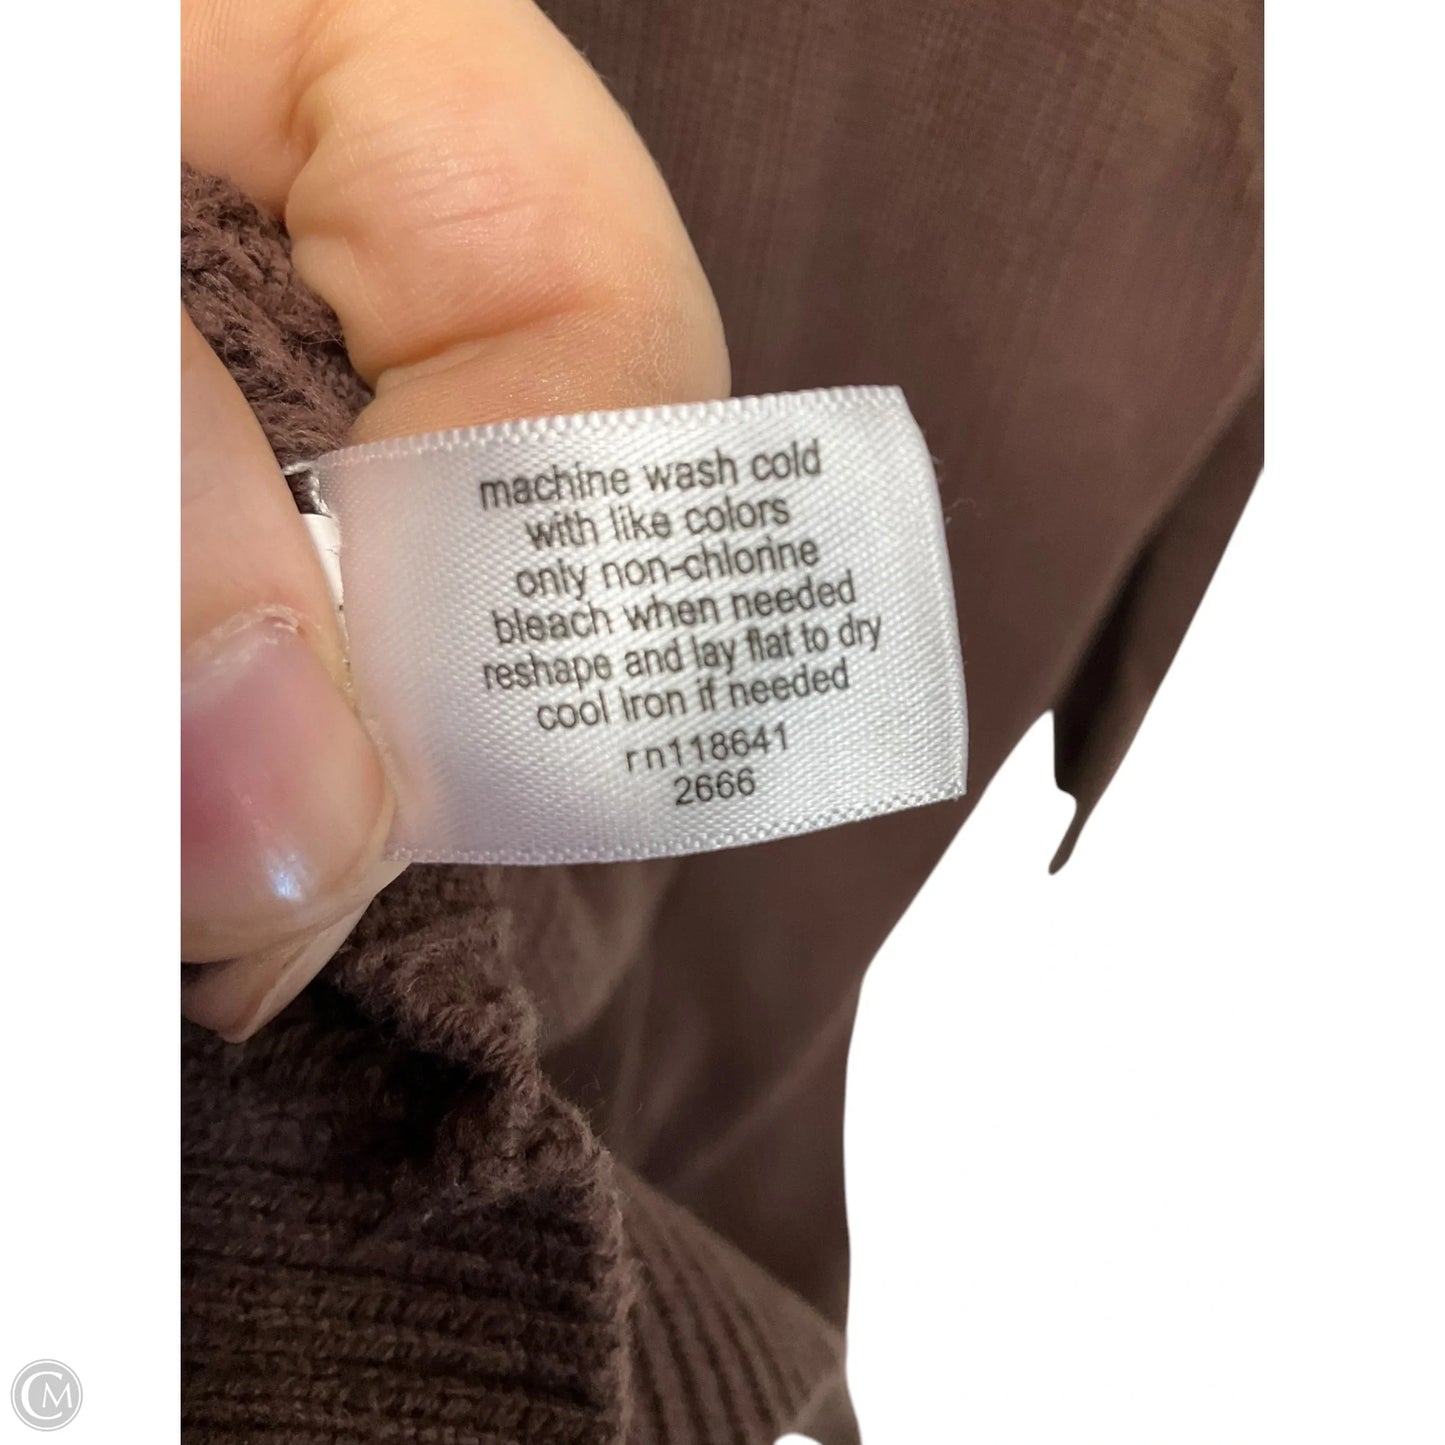 machine wash cold
with like colors
only non-chlorine
bleach when needed
reshape and lay flat to dry
cool iron if needed
rn118641
2666
CM